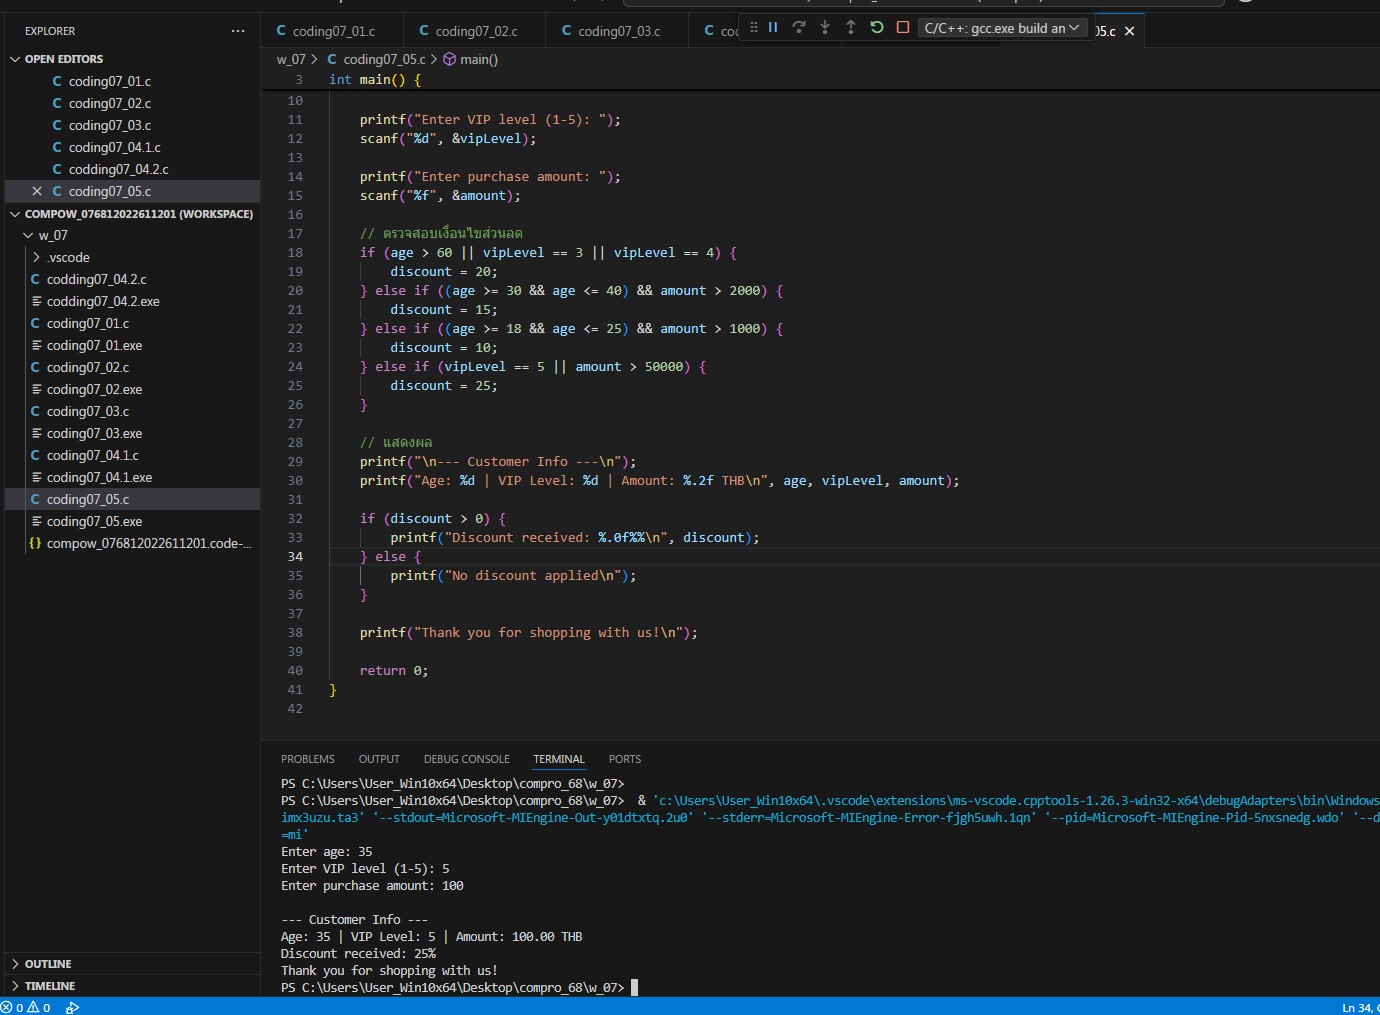 EXPLORER
OPEN EDITORS
coding07_01.c
coding07_02.c
coding07_03.c
coding07_04.1.c
codding07_04.2.c
coding07_05.c
COMPOW_076812022611201 (WORKSPACE)
w_07
.vscode
codding07_04.2.c
codding07_04.2.exe
coding07_01.c
coding07_01.exe
coding07_02.c
coding07_02.exe
coding07_03.c
coding07_03.exe
coding07_04.1.c
coding07_04.1.exe
coding07_05.c
coding07_05.exe
compow_076812022611201.code-...
OUTLINE
TIMELINE
coding07_01.c
coding07_02.c
coding07_03.c
C/C++: gcc.exe build an
w_07 > C coding07_05.c > main()
3 int main() {
10
11 printf("Enter VIP level (1-5): ");
12 scanf("%d", &vipLevel);
13
14 printf("Enter purchase amount: ");
15 scanf("%f", &amount);
16
17 // ตรวจสอบเงื่อนไขส่วนลด
18 if (age > 60 || vipLevel == 3 || vipLevel == 4) {
19 discount = 20;
20 } else if ((age >= 30 && age <= 40) && amount > 2000) {
21 discount = 15;
22 } else if ((age >= 18 && age <= 25) && amount > 1000) {
23 discount = 10;
24 } else if (vipLevel == 5 || amount > 50000) {
25 discount = 25;
26 }
27
28 // แสดงผล
29 printf("\n--- Customer Info ---\n");
30 printf("Age: %d | VIP Level: %d | Amount: %.2f THB\n", age, vipLevel, amount);
31
32 if (discount > 0) {
33 printf("Discount received: %.0f%%\n", discount);
34 } else {
35 printf("No discount applied\n");
36 }
37
38 printf("Thank you for shopping with us!\n");
39
40 return 0;
41 }
42
PROBLEMS OUTPUT DEBUG CONSOLE TERMINAL PORTS
PS C:\Users\User_Win10x64\Desktop\compro_68\w_07>
PS C:\Users\User_Win10x64\Desktop\compro_68\w_07> & 'c:\Users\User_Win10x64\.vscode\extensions\ms-vscode.cpptools-1.26.3-win32-x64\debugAdapters\bin\Windows
imx3uzu.ta3' '--stdout=Microsoft-MIEngine-Out-y01dtxtq.2u0' '--stderr=Microsoft-MIEngine-Error-fjgh5uwh.1qn' '--pid=Microsoft-MIEngine-Pid-5nxsnedg.wdo' '--d
=mi'
Enter age: 35
Enter VIP level (1-5): 5
Enter purchase amount: 100
--- Customer Info ---
Age: 35 | VIP Level: 5 | Amount: 100.00 THB
Discount received: 25%
Thank you for shopping with us!
PS C:\Users\User_Win10x64\Desktop\compro_68\w_07>
0 0
Ln 34,